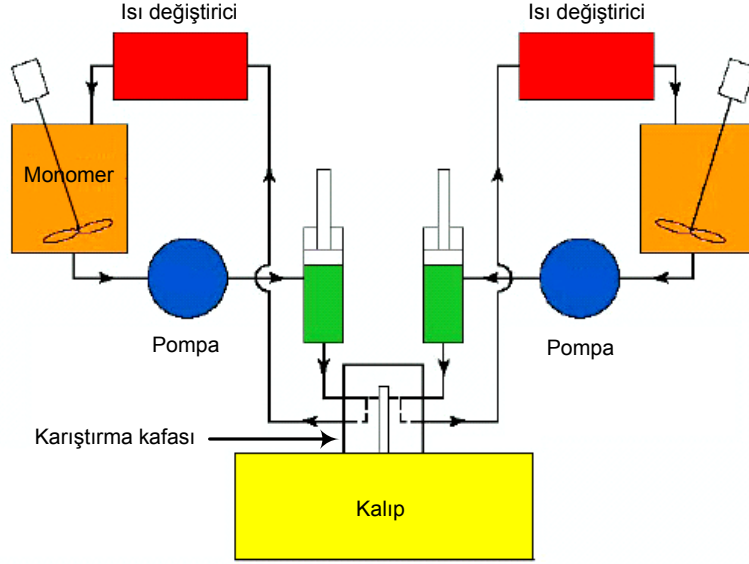 Isı değiştirici
Isı değiştirici
Monomer
Pompa
Pompa
Karıştırma kafası
Kalıp